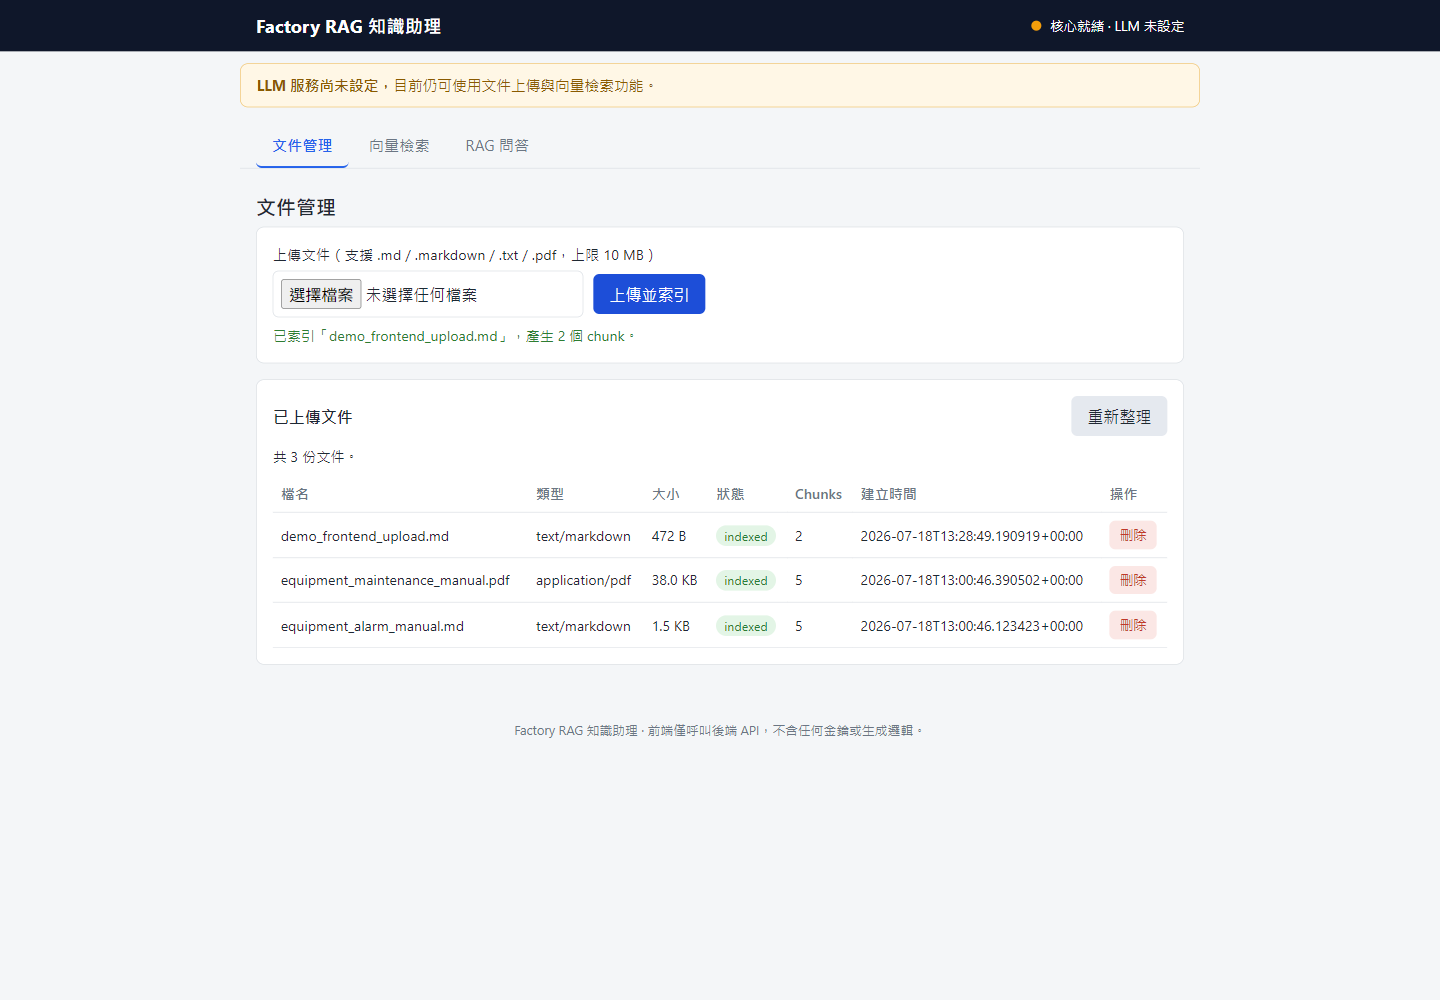 Factory RAG 知識助理
核心就緒 · LLM 未設定
LLM 服務尚未設定，目前仍可使用文件上傳與向量檢索功能。
文件管理 向量檢索 RAG 問答
文件管理
上傳文件（支援 .md / .markdown / .txt / .pdf，上限 10 MB）
選擇檔案 未選擇任何檔案 上傳並索引
已索引「demo_frontend_upload.md」，產生 2 個 chunk。
已上傳文件 重新整理
共 3 份文件。
檔名 類型 大小 狀態 Chunks 建立時間 操作
demo_frontend_upload.md text/markdown 472 B indexed 2 2026-07-18T13:28:49.190919+00:00 刪除
equipment_maintenance_manual.pdf application/pdf 38.0 KB indexed 5 2026-07-18T13:00:46.390502+00:00 刪除
equipment_alarm_manual.md text/markdown 1.5 KB indexed 5 2026-07-18T13:00:46.123423+00:00 刪除
Factory RAG 知識助理 · 前端僅呼叫後端 API，不含任何金鑰或生成邏輯。